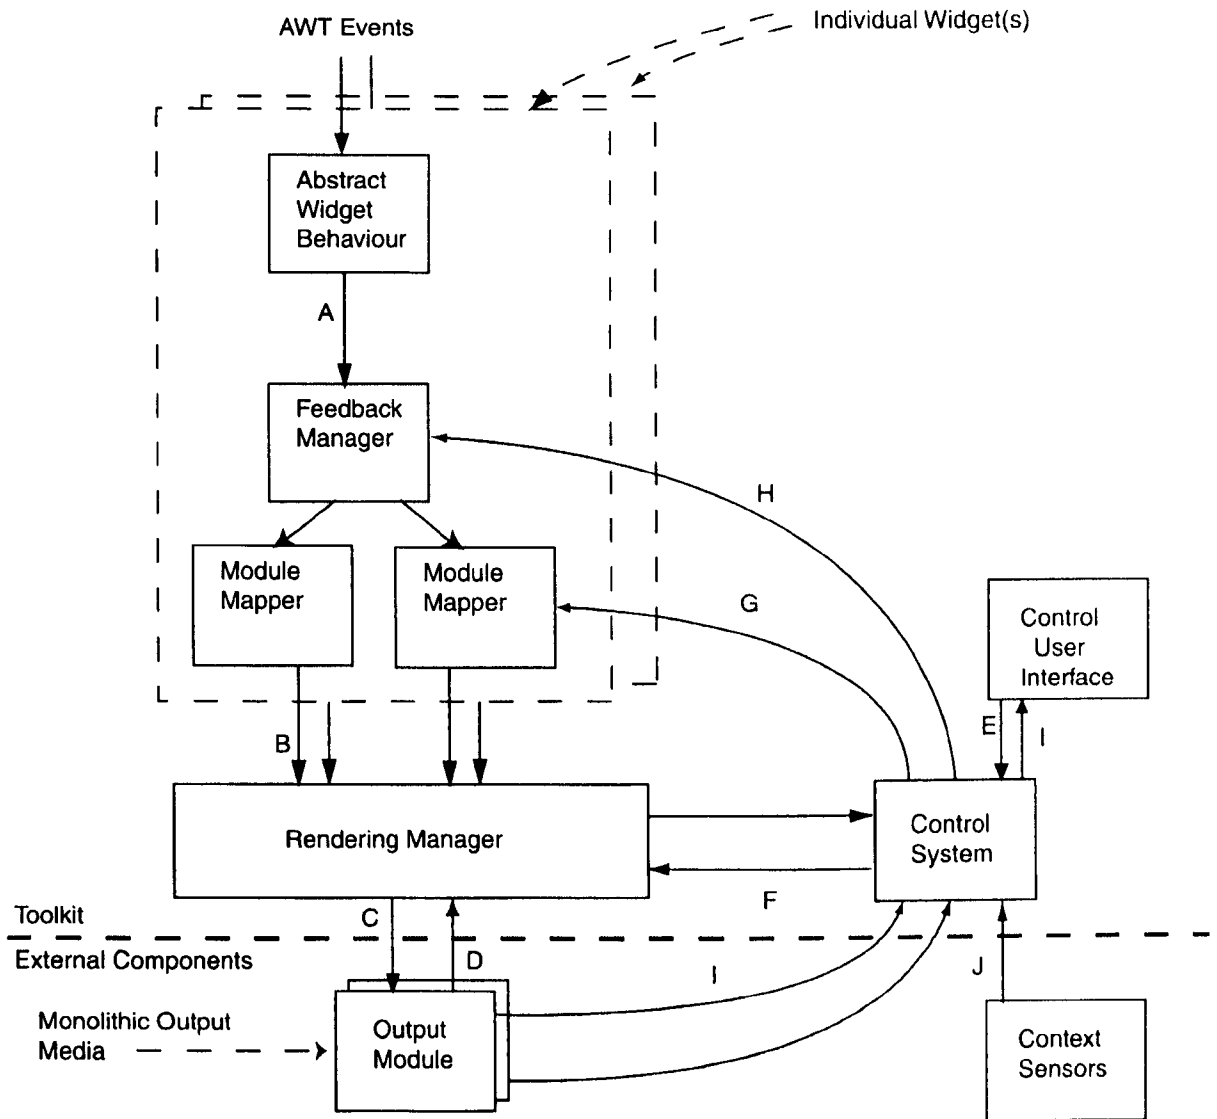 AWT Events
Individual Widget(s)
Abstract
Widget
Behaviour
A
Feedback
Manager
H
Module
Mapper
Module
Mapper
G
Control
User
Interface
B
E
I
Rendering Manager
Control
System
F
Toolkit
C
External Components
D
I
J
Monolithic Output
Media
Output
Module
Context
Sensors